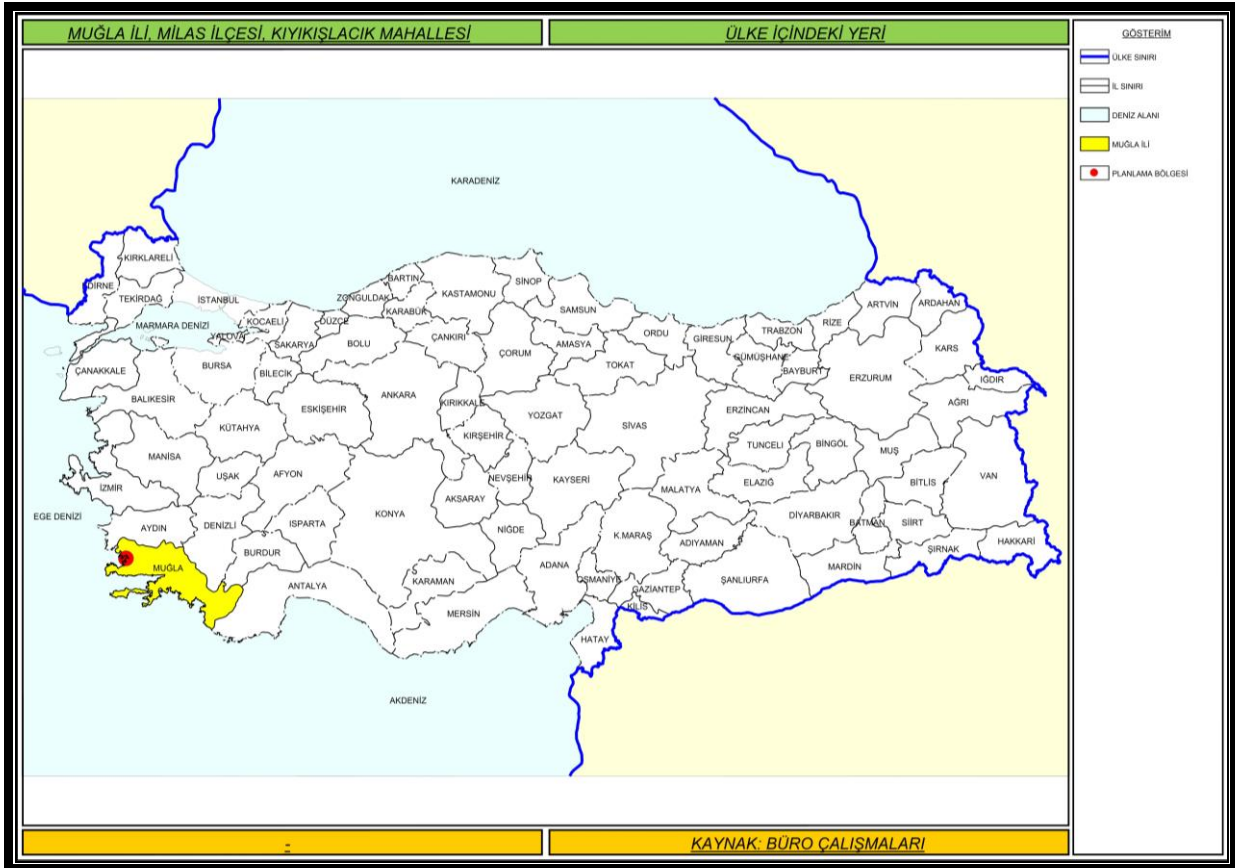 MUĞLA İLİ, MİLAS İLÇESİ, KIYIKIŞLACIK MAHALLESİ
ÜLKE İÇİNDEKİ YERİ
GÖSTERİM
ÜLKE SINIRI
İL SINIRI
DENİZ ALANI
MUĞLA İLİ
PLANLAMA BÖLGESİ
KARADENİZ
KIRKLARELİ
EDİRNE
TEKİRDAĞ
İSTANBUL
MARMARA DENİZİ
YALOVA
KOCAELİ
SAKARYA
DÜZCE
ZONGULDAK
BARTIN
KARABÜK
KASTAMONU
SİNOP
SAMSUN
ORDU
GİRESUN
TRABZON
RİZE
ARTVİN
ARDAHAN
KARS
IĞDIR
AĞRI
ERZURUM
BAYBURT
GÜMÜŞHANE
TOKAT
AMASYA
ÇORUM
ÇANKIRI
BOLU
BİLECİK
BURSA
ÇANAKKALE
BALIKESİR
KÜTAHYA
ESKİŞEHİR
ANKARA
KIRIKKALE
KIRŞEHİR
YOZGAT
SİVAS
ERZİNCAN
TUNCELİ
BİNGÖL
MUŞ
VAN
BİTLİS
ELAZIĞ
MALATYA
KAYSERİ
NEVŞEHİR
AKSARAY
KONYA
AFYON
UŞAK
MANİSA
İZMİR
EGE DENİZİ
AYDIN
DENİZLİ
ISPARTA
BURDUR
NİĞDE
K.MARAŞ
ADIYAMAN
DİYARBAKIR
BATMAN
SİİRT
ŞIRNAK
HAKKARİ
MARDİN
ŞANLIURFA
GAZİANTEP
KİLİS
OSMANİYE
ADANA
KARAMAN
MERSİN
ANTALYA
MUĞLA
HATAY
AKDENİZ
-
KAYNAK: BÜRO ÇALIŞMALARI